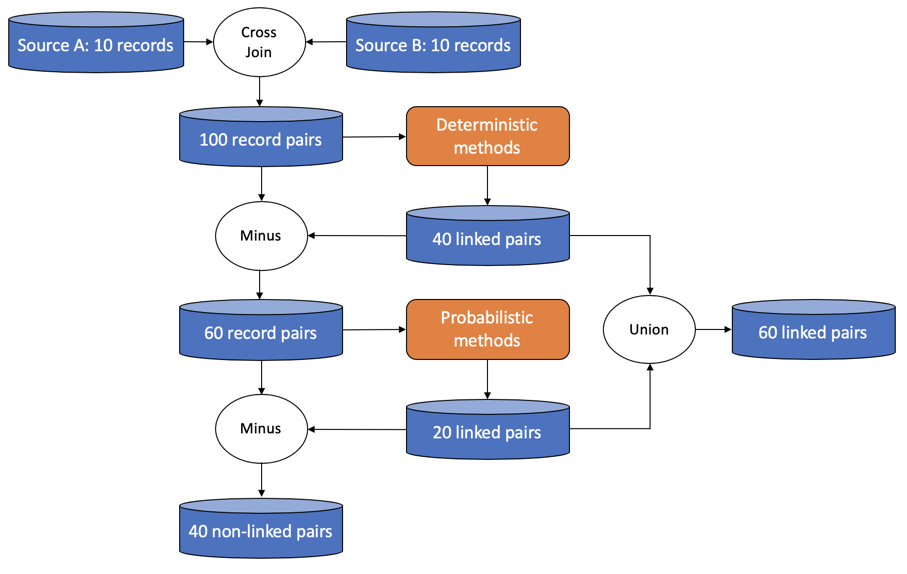 Source A: 10 records
Cross
Join
Source B: 10 records
100 record pairs
Deterministic
methods
Minus
40 linked pairs
60 record pairs
Probabilistic
methods
Union
60 linked pairs
Minus
20 linked pairs
40 non-linked pairs